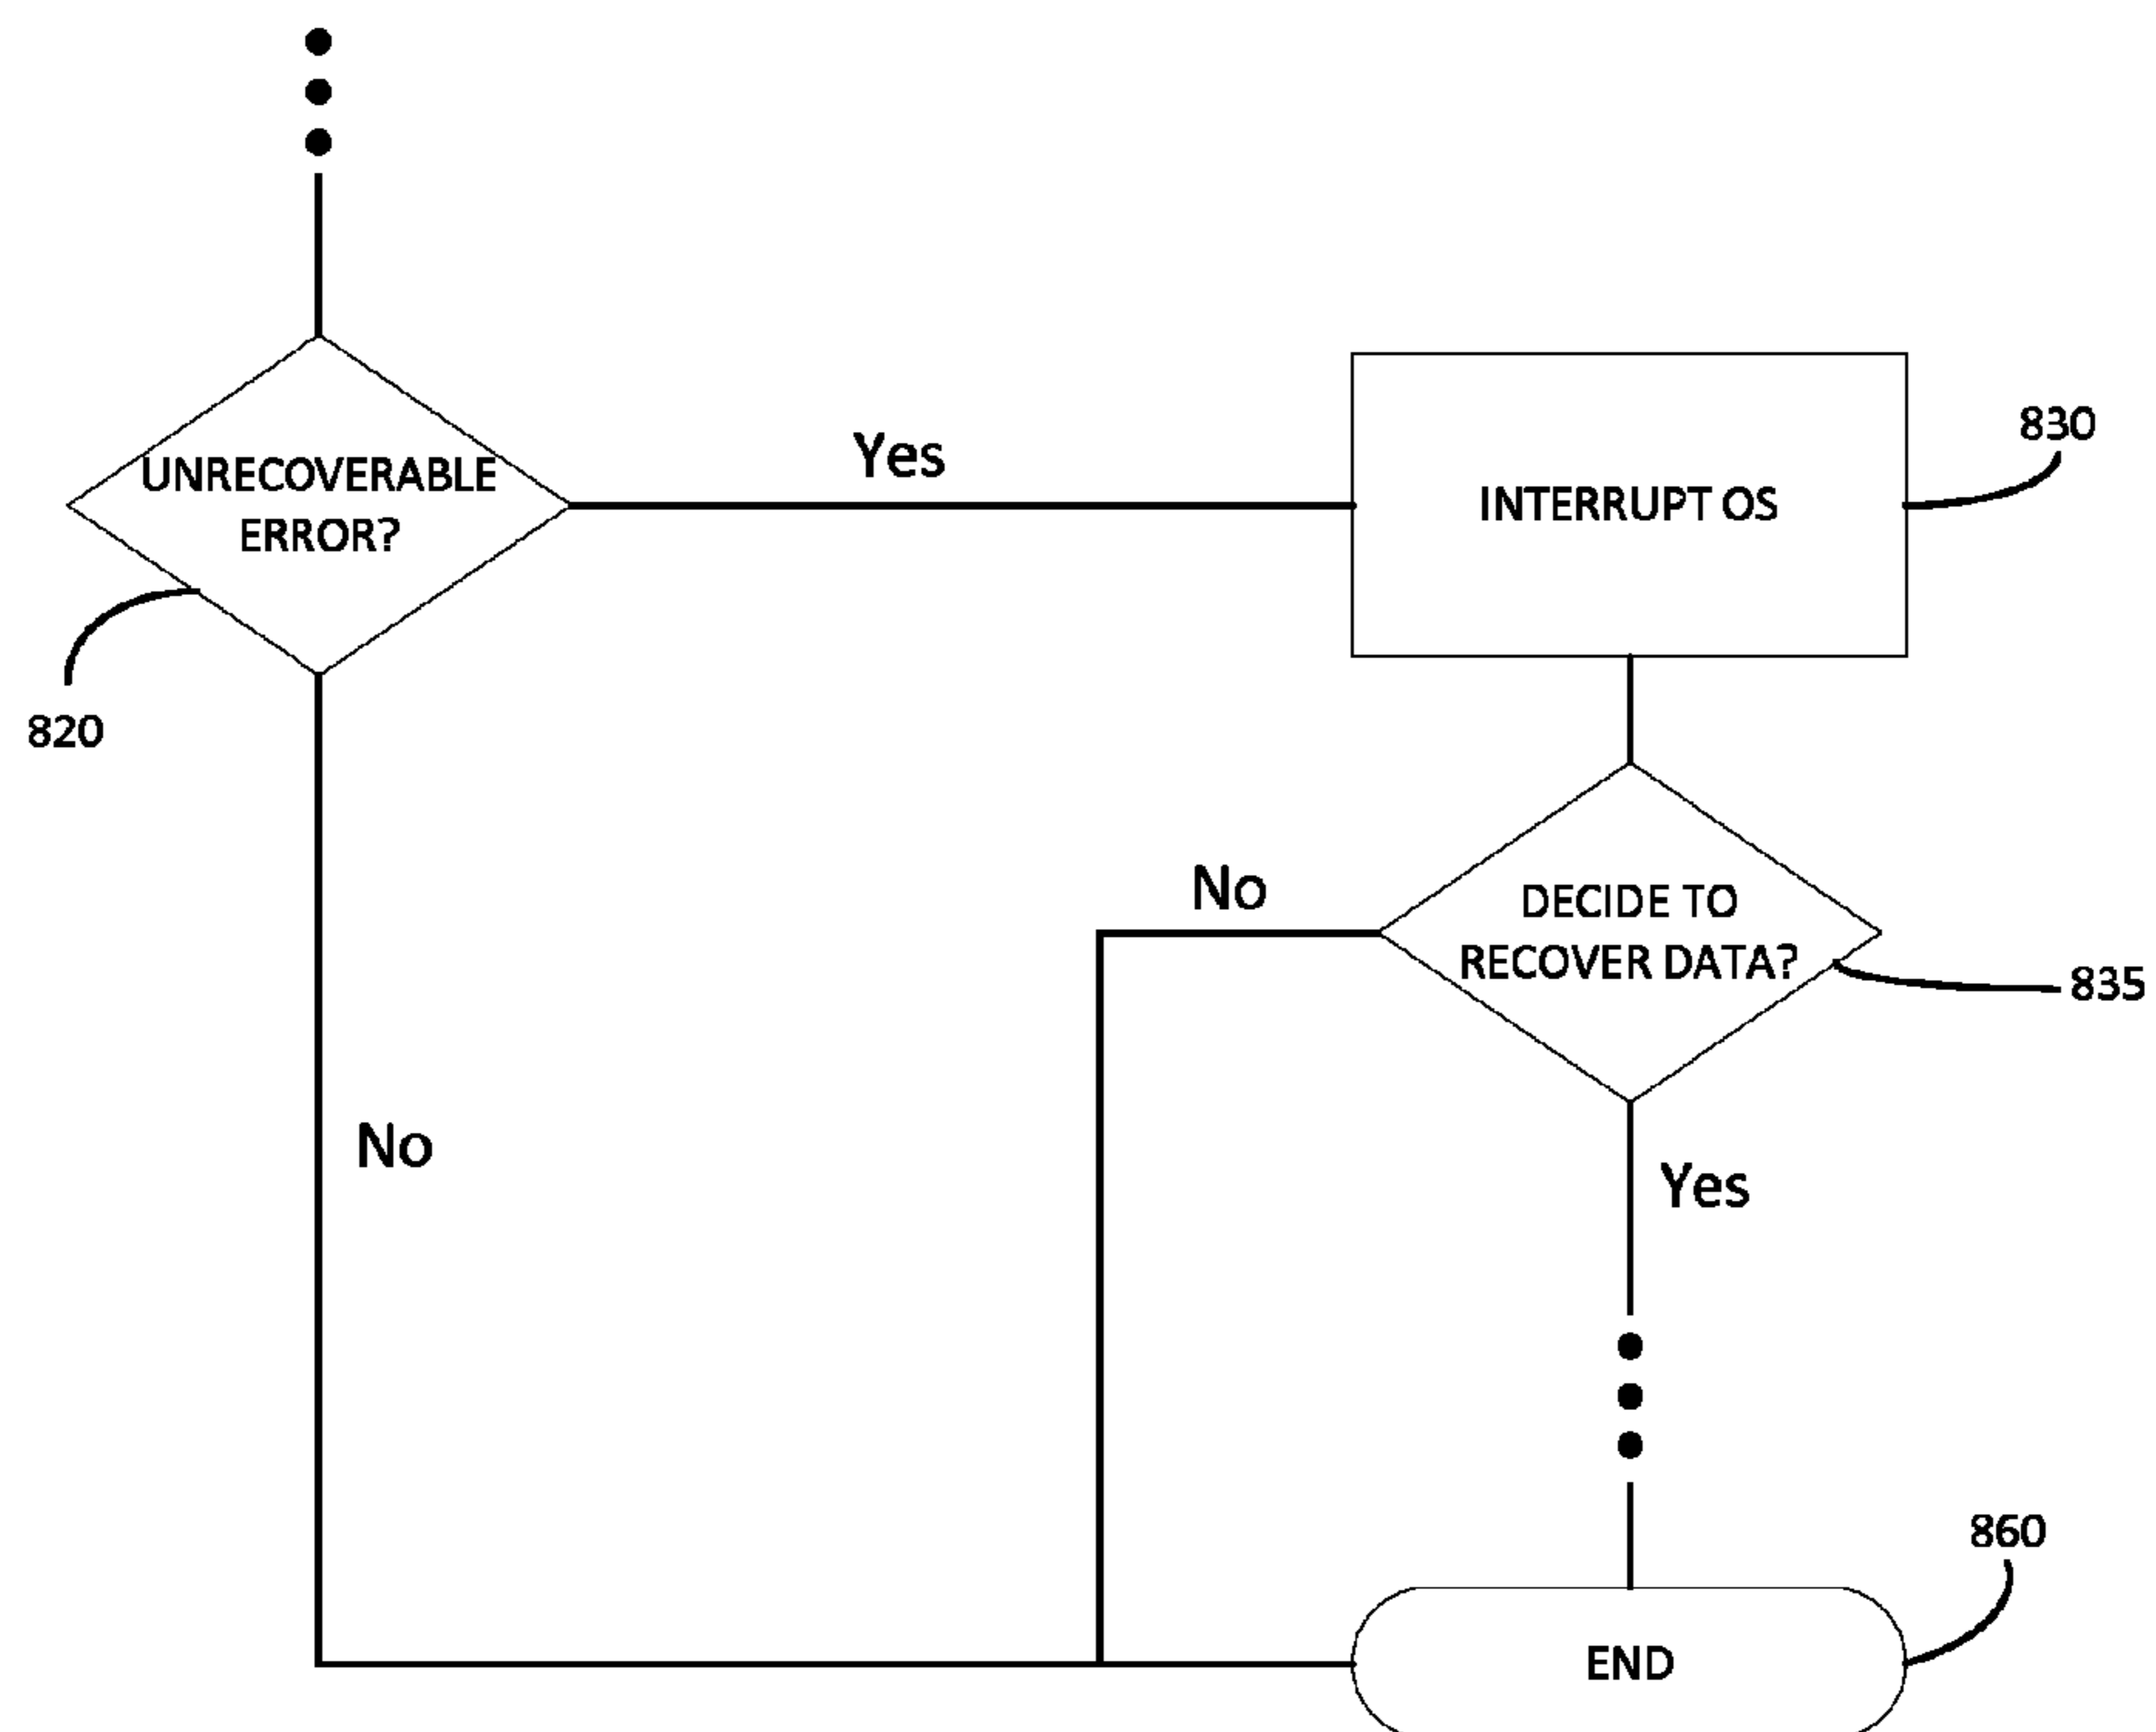 UNRECOVERABLE
ERROR?
820
Yes
INTERRUPT OS
830
No
DECIDE TO
RECOVER DATA?
835
No
Yes
860
END